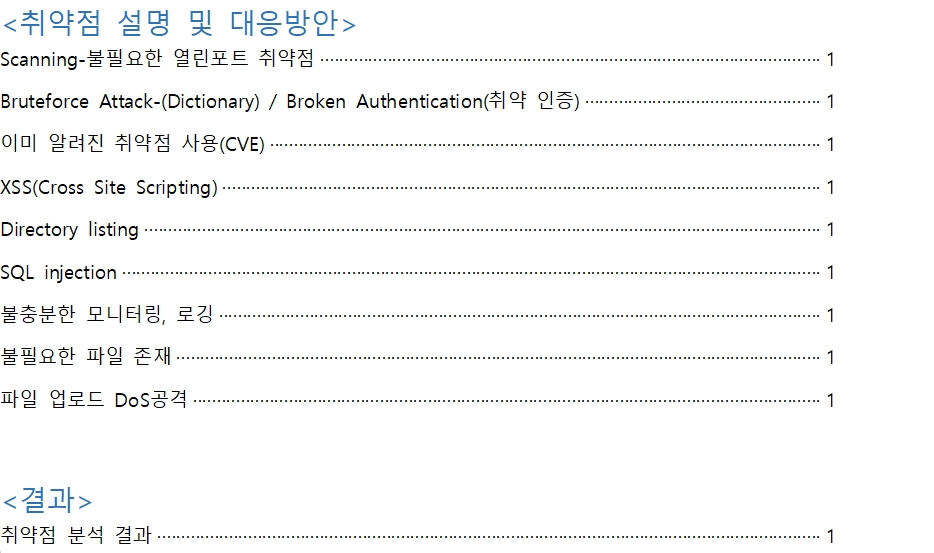 <취약점 설명 및 대응방안>
Scanning-불필요한 열린포트 취약점 ········ 1
Bruteforce Attack-(Dictionary) / Broken Authentication(취약 인증) ········ 1
이미 알려진 취약점 사용(CVE) ········ 1
XSS(Cross Site Scripting) ········ 1
Directory listing ········ 1
SQL injection ········ 1
불충분한 모니터링, 로깅 ········ 1
불필요한 파일 존재 ········ 1
파일 업로드 DoS공격 ········ 1
<결과>
취약점 분석 결과 ········ 1